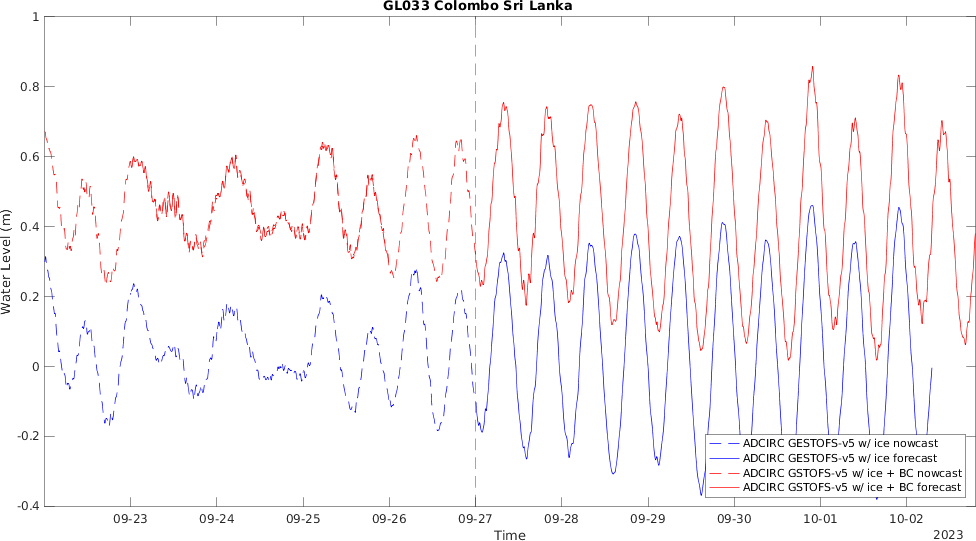 GL033 Colombo Sri Lanka
1
0.8
0.6
0.4
0.2
0
-0.2
-0.4
Water Level (m)
ADCIRC GESTOFS-v5 w/ ice nowcast
ADCIRC GESTOFS-v5 w/ ice forecast
ADCIRC GSTOFS-v5 w/ ice + BC nowcast
ADCIRC GSTOFS-v5 w/ ice + BC forecast
09-23 09-24 09-25 09-26 09-27 09-28 09-29 09-30 10-01 10-02
Time
2023